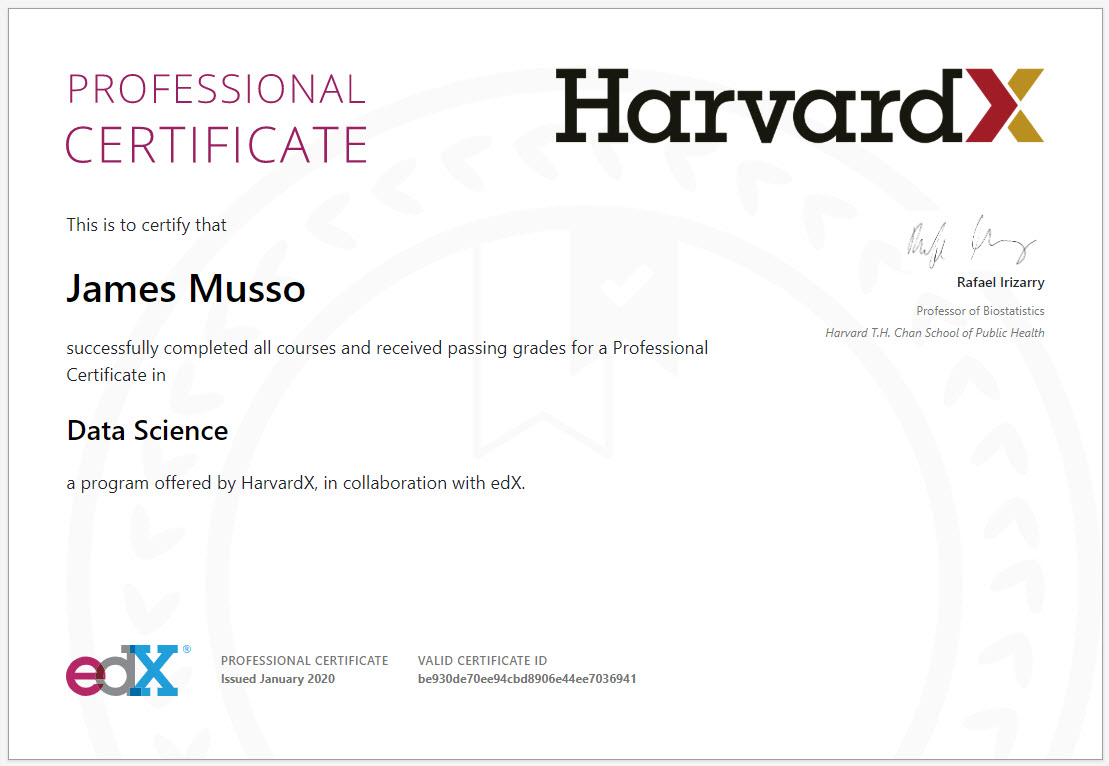 PROFESSIONAL
CERTIFICATE
HarvardX
This is to certify that
James Musso
successfully completed all courses and received passing grades for a Professional
Certificate in
Data Science
a program offered by HarvardX, in collaboration with edX.
Rafael Irizarry
Professor of Biostatistics
Harvard T.H. Chan School of Public Health
edX®
PROFESSIONAL CERTIFICATE
Issued January 2020
VALID CERTIFICATE ID
be930de70ee94cbd8906e44ee7036941